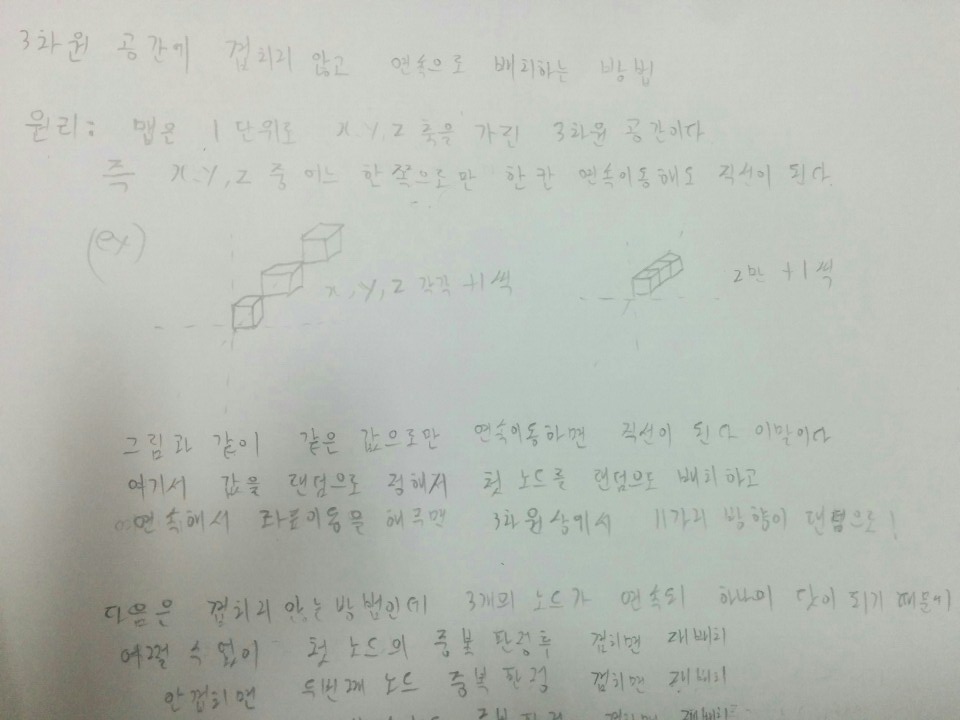 3차원 공간에 겹치지 않고 연속으로 배치하는 방법
원리: 맵은 1 단위로 x, y, z 축을 가진 3차원 공간이다
즉 x, y, z 중 어느 한쪽으로만 한 칸 연속이동해도 직선이 된다.
(ex)
x, y, z 각각 +1씩
z만 +1씩
그림과 같이 같은 값으로만 연속이동하면 직선이 된다 이말이다
여기서 값을 랜덤으로 정해서 첫 노드를 랜덤으로 배치하고
연속해서 좌표이동을 해주면 3차원상에서 11가지 방향이 랜덤으로!
다음은 겹치지 않는 방법인데 3개의 노드가 연속되 하나의 낫이 되기 때문에
어쩔 수 없이 첫 노드의 중복 판정후 겹치면 재배치
안겹치면 두번째 노드 중복 판정 겹치면 재배치
중복판정 겹치면 재배치